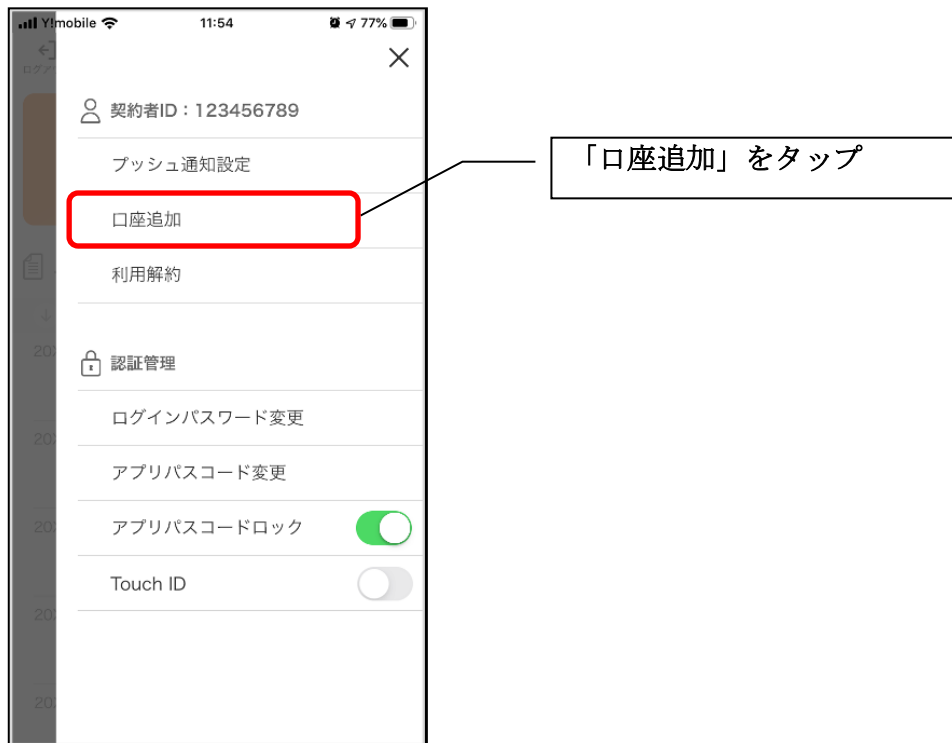 Y!mobile 11:54 77%
ログア
契約者ID：123456789
プッシュ通知設定
口座追加
「口座追加」をタップ
利用解約
認証管理
ログインパスワード変更
アプリパスコード変更
アプリパスコードロック
Touch ID